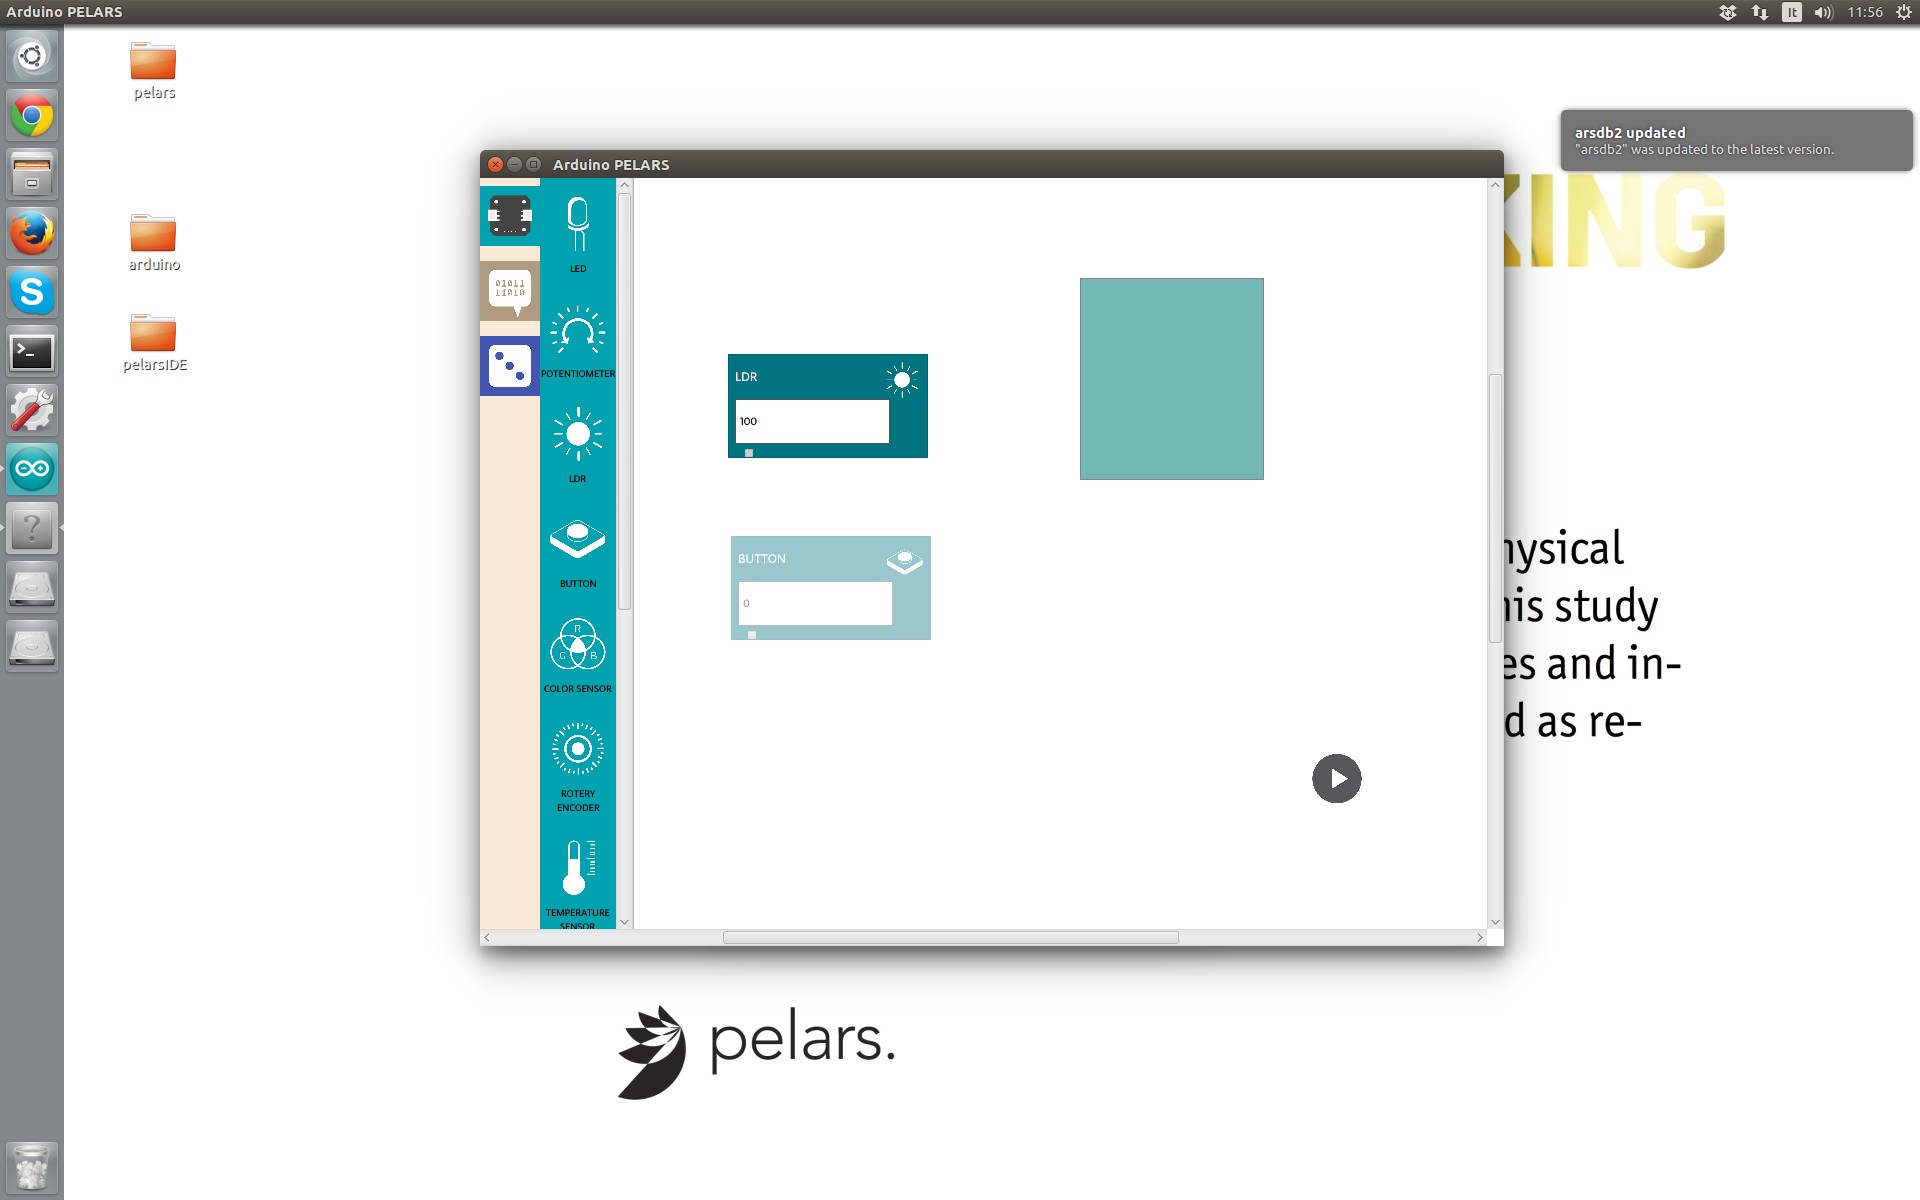 Arduino PELARS
It
11:56
pelars
arduino
pelarsIDE
arsdb2 updated
"arsdb2" was updated to the latest version.
Arduino PELARS
01011
11010
LED
POTENTIOMETER
LDR
BUTTON
R
G B
COLOR SENSOR
ROTERY
ENCODER
TEMPERATURE
SENSOR
LDR
100
BUTTON
0
KING
hysical
his study
es and in-
d as re-
pelars.